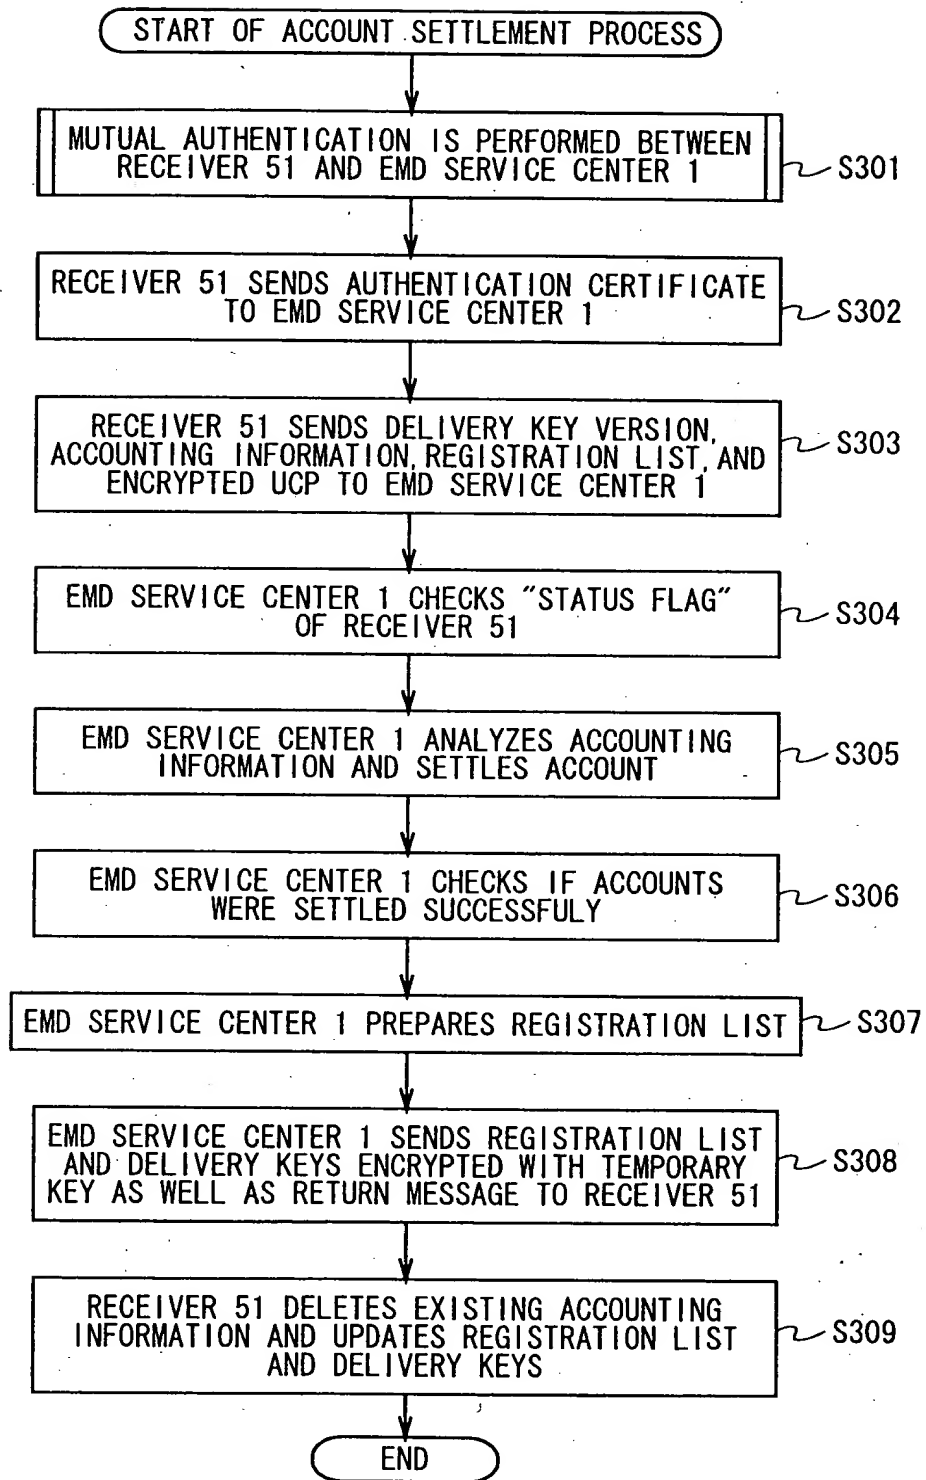 START OF ACCOUNT SETTLEMENT PROCESS
MUTUAL AUTHENTICATION IS PERFORMED BETWEEN
RECEIVER 51 AND EMD SERVICE CENTER 1
S301
RECEIVER 51 SENDS AUTHENTICATION CERTIFICATE
TO EMD SERVICE CENTER 1
S302
RECEIVER 51 SENDS DELIVERY KEY VERSION,
ACCOUNTING INFORMATION, REGISTRATION LIST, AND
ENCRYPTED UCP TO EMD SERVICE CENTER 1
S303
EMD SERVICE CENTER 1 CHECKS "STATUS FLAG"
OF RECEIVER 51
S304
EMD SERVICE CENTER 1 ANALYZES ACCOUNTING
INFORMATION AND SETTLES ACCOUNT
S305
EMD SERVICE CENTER 1 CHECKS IF ACCOUNTS
WERE SETTLED SUCCESSFULY
S306
EMD SERVICE CENTER 1 PREPARES REGISTRATION LIST
S307
EMD SERVICE CENTER 1 SENDS REGISTRATION LIST
AND DELIVERY KEYS ENCRYPTED WITH TEMPORARY
KEY AS WELL AS RETURN MESSAGE TO RECEIVER 51
S308
RECEIVER 51 DELETES EXISTING ACCOUNTING
INFORMATION AND UPDATES REGISTRATION LIST
AND DELIVERY KEYS
S309
END